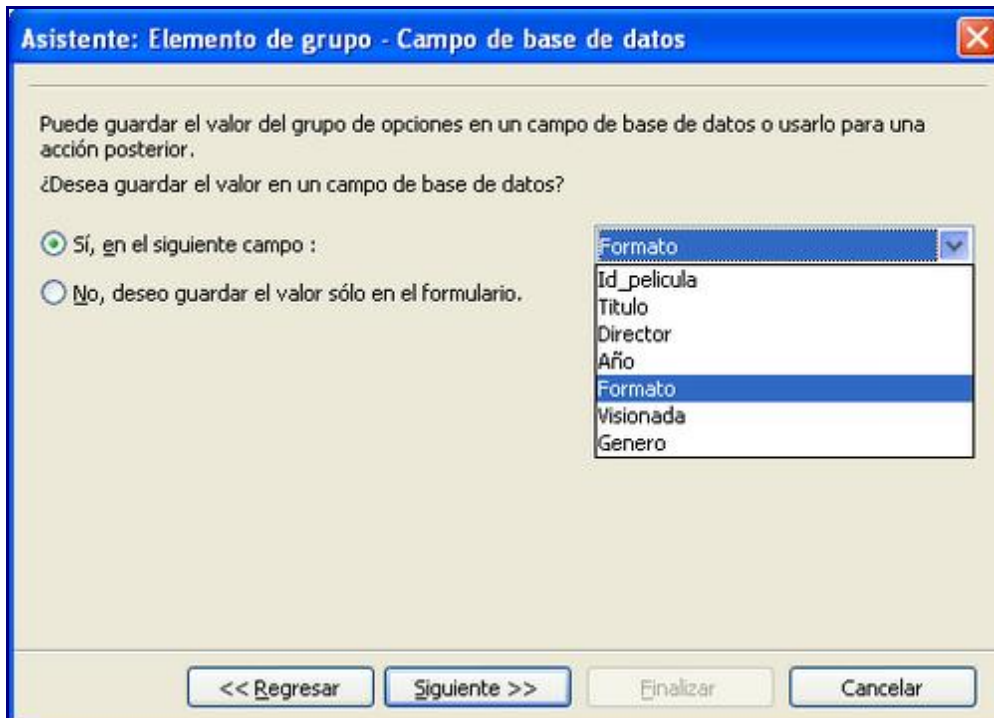 Asistente: Elemento de grupo - Campo de base de datos
Puede guardar el valor del grupo de opciones en un campo de base de datos o usarlo para una
acción posterior.
¿Desea guardar el valor en un campo de base de datos?
Sí, en el siguiente campo :
Formato
No, deseo guardar el valor sólo en el formulario.
Id_pelicula
Titulo
Director
Año
Formato
Visionada
Genero
<< Regresar
Siguiente >>
Finalizar
Cancelar